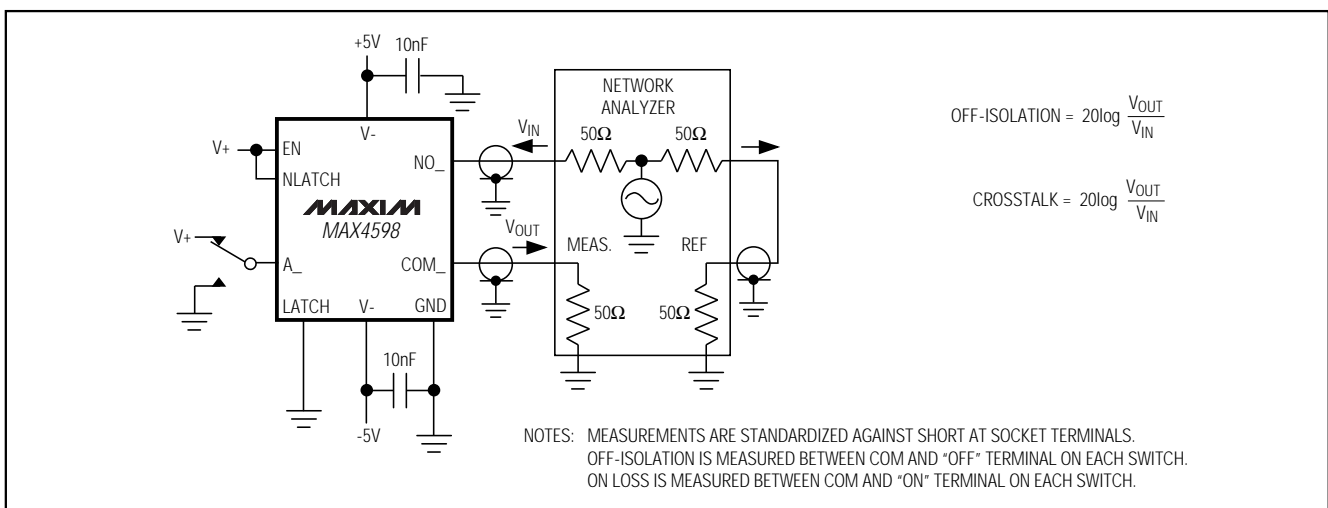 +5V
10nF
V-
V+
EN
NLATCH
NO_
MAXIM
MAX4598
V+
A_
COM_
LATCH
V-
GND
10nF
-5V
VIN
VOUT
NETWORK
ANALYZER
50Ω
50Ω
MEAS.
REF
50Ω
50Ω
OFF-ISOLATION = 20log VOUT
VIN
CROSSTALK = 20log VOUT
VIN
NOTES: MEASUREMENTS ARE STANDARDIZED AGAINST SHORT AT SOCKET TERMINALS.
OFF-ISOLATION IS MEASURED BETWEEN COM AND “OFF” TERMINAL ON EACH SWITCH.
ON LOSS IS MEASURED BETWEEN COM AND “ON” TERMINAL ON EACH SWITCH.